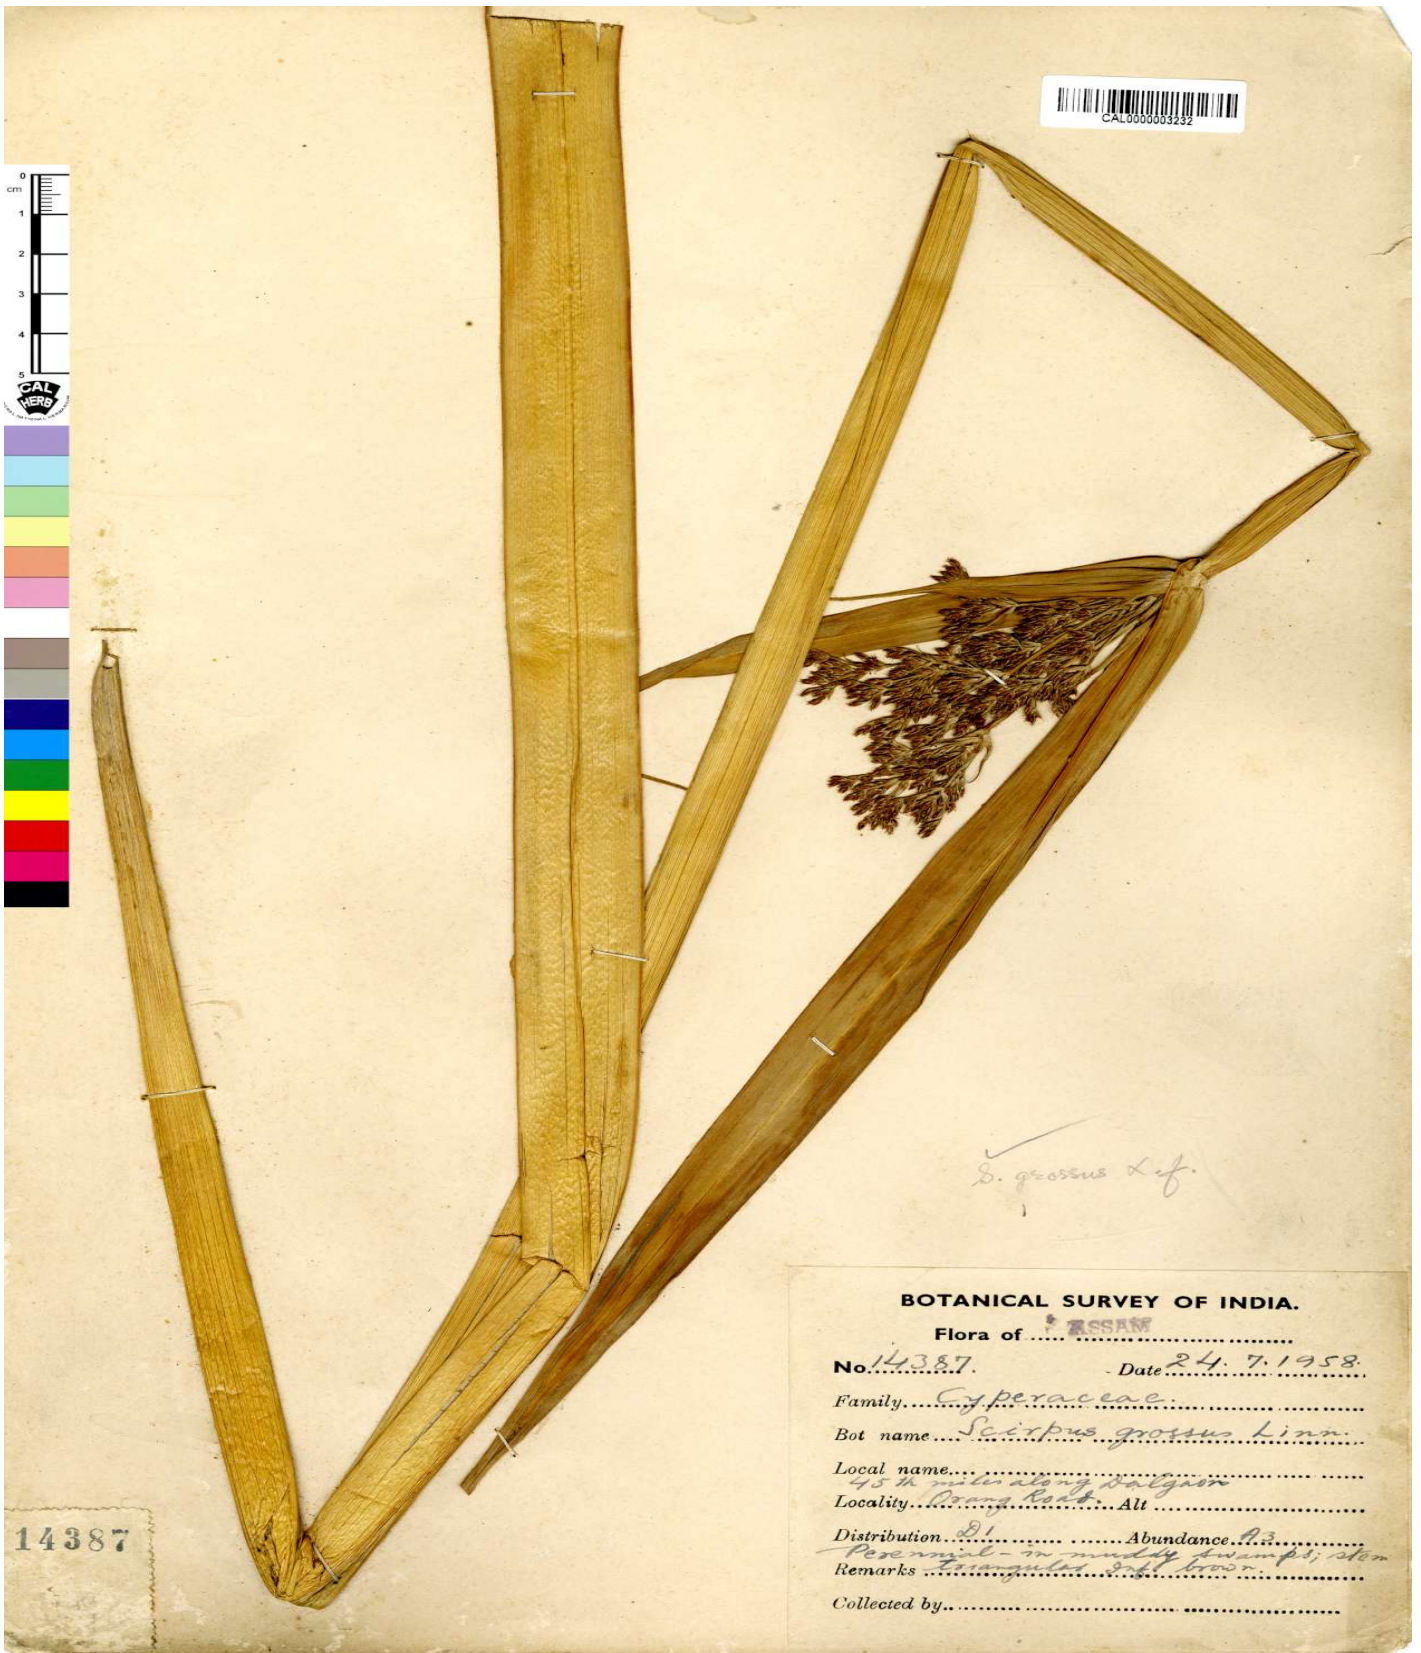 CAL0000003232
0
cm
1
2
3
4
5
CAL
HERB
S. grossus L.f.
BOTANICAL SURVEY OF INDIA.
Flora of ASSAM
No. 14387. Date 24. 7. 1958.
Family Cyperaceae.
Bot name Scirpus grossus Linn.
Local name
45th miles along Dalgaon
Locality Orang Road. Alt
Distribution D1 Abundance A3
Perennial - in muddy swamps; stem
Remarks triangular Inf. brown.
Collected by
14387